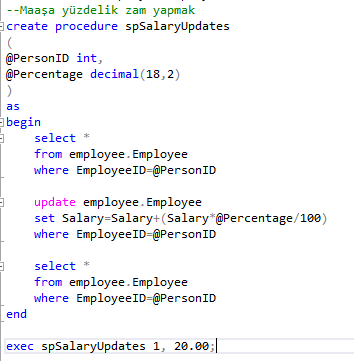 --Maaşa yüzdelik zam yapmak
create procedure spSalaryUpdates
(
@PersonID int,
@Percentage decimal(18,2)
)
as
begin
    select *
    from employee.Employee
    where EmployeeID=@PersonID

    update employee.Employee
    set Salary=Salary+(Salary*@Percentage/100)
    where EmployeeID=@PersonID

    select *
    from employee.Employee
    where EmployeeID=@PersonID
end

exec spSalaryUpdates 1, 20.00;